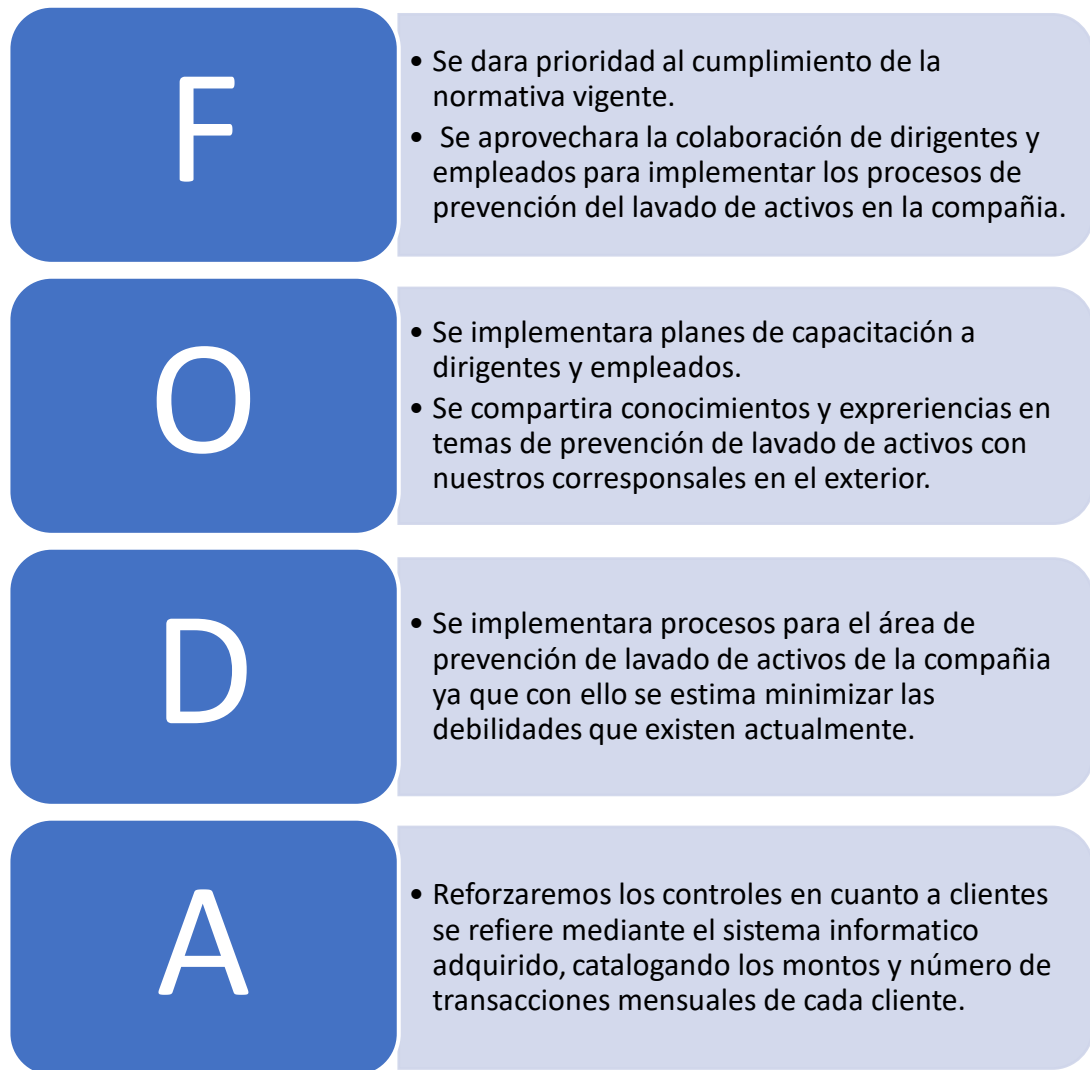 F
• Se dara prioridad al cumplimiento de la
normativa vigente.
• Se aprovechara la colaboración de dirigentes y
empleados para implementar los procesos de
prevención del lavado de activos en la compañia.
O
• Se implementara planes de capacitación a
dirigentes y empleados.
• Se compartira conocimientos y expreriencias en
temas de prevención de lavado de activos con
nuestros corresponsales en el exterior.
D
• Se implementara procesos para el área de
prevención de lavado de activos de la compañia
ya que con ello se estima minimizar las
debilidades que existen actualmente.
A
• Reforzaremos los controles en cuanto a clientes
se refiere mediante el sistema informatico
adquirido, catalogando los montos y número de
transacciones mensuales de cada cliente.